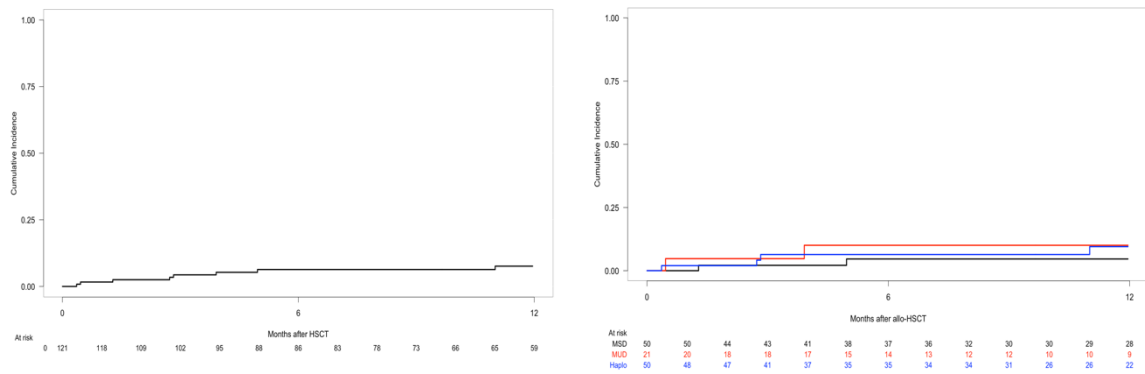 1.00
0.75
0.50
0.25
0.00
Cumulative Incidence
0 6 12
Months after HSCT
At risk
0 121 118 109 102 95 88 86 83 78 73 66 65 59
1.00
0.75
0.50
0.25
0.00
Cumulative Incidence
0 6 12
Months after allo-HSCT
At risk
MSD 50 50 44 43 41 38 37 36 32 30 30 29 28
MUD 21 20 18 18 17 15 14 13 12 12 10 10 9
Haplo 50 48 47 41 37 35 35 34 34 31 26 26 22